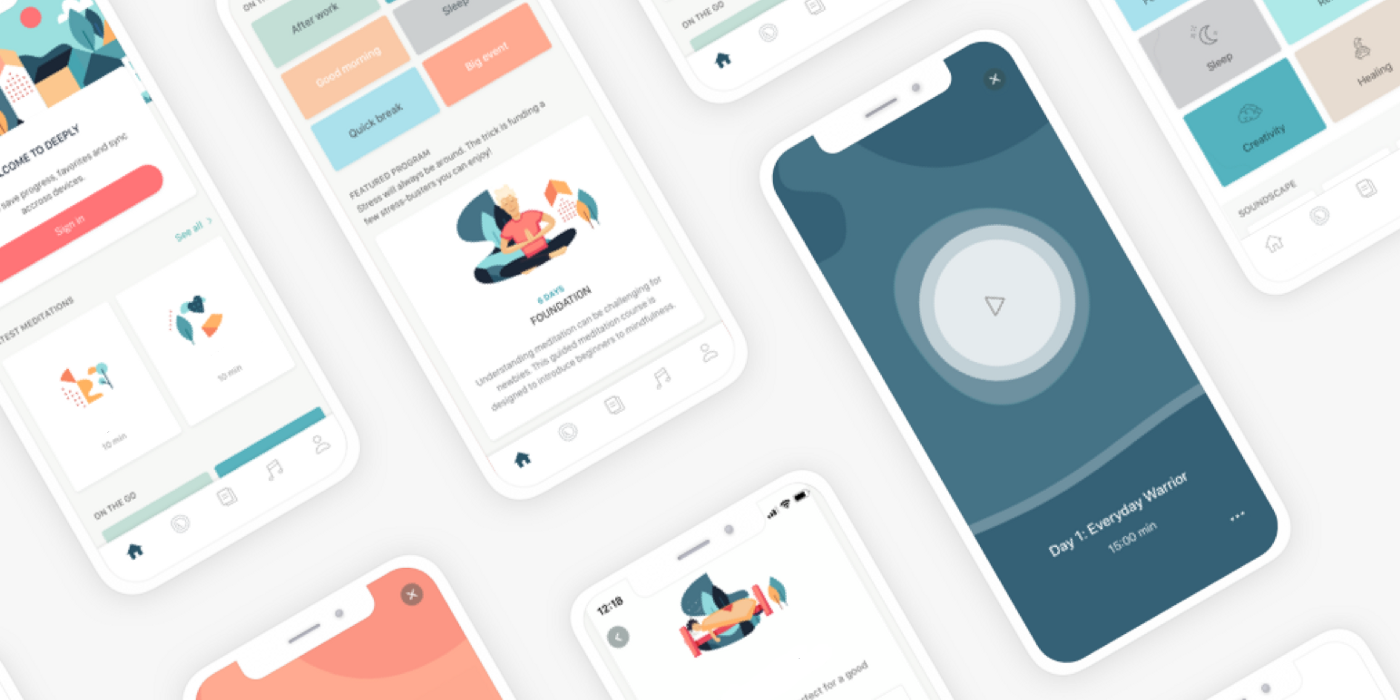 COME TO DEEPLY
save progress, favorites and sync
accross devices.
Sign in
See all
TEST MEDITATIONS
10 min
10 min
ON THE GO
After work
Sleep
Good morning
Big event
Quick break
FEATURED PROGRAM
Stress will always be around. The trick is funding a
few stress-busters you can enjoy!
6 DAYS
FOUNDATION
Understanding meditation can be challenging for
newbies. This guided meditation course is
designed to introduce beginners to mindfulness.
ON THE GO
12:18
for a good
Day 1: Everyday Warrior
15:00 min
Sleep
Healing
Creativity
SOUNDSCAPE